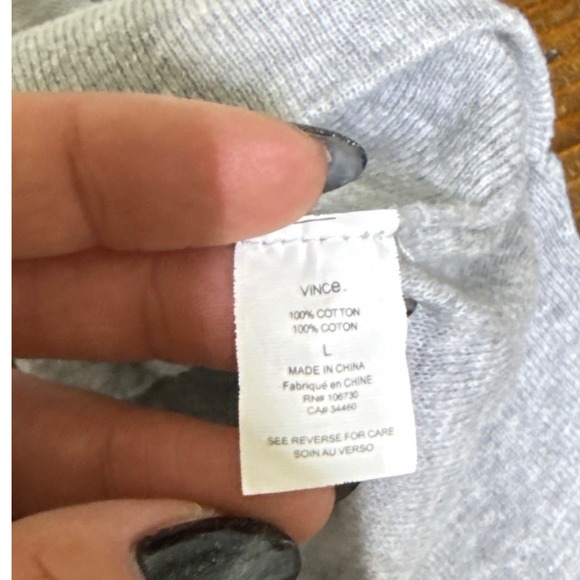 VINCe.
100% COTTON
100% COTON
L
MADE IN CHINA
Fabriqué en CHINE
RN# 106730
CA# 34460
SEE REVERSE FOR CARE
SOIN AU VERSO